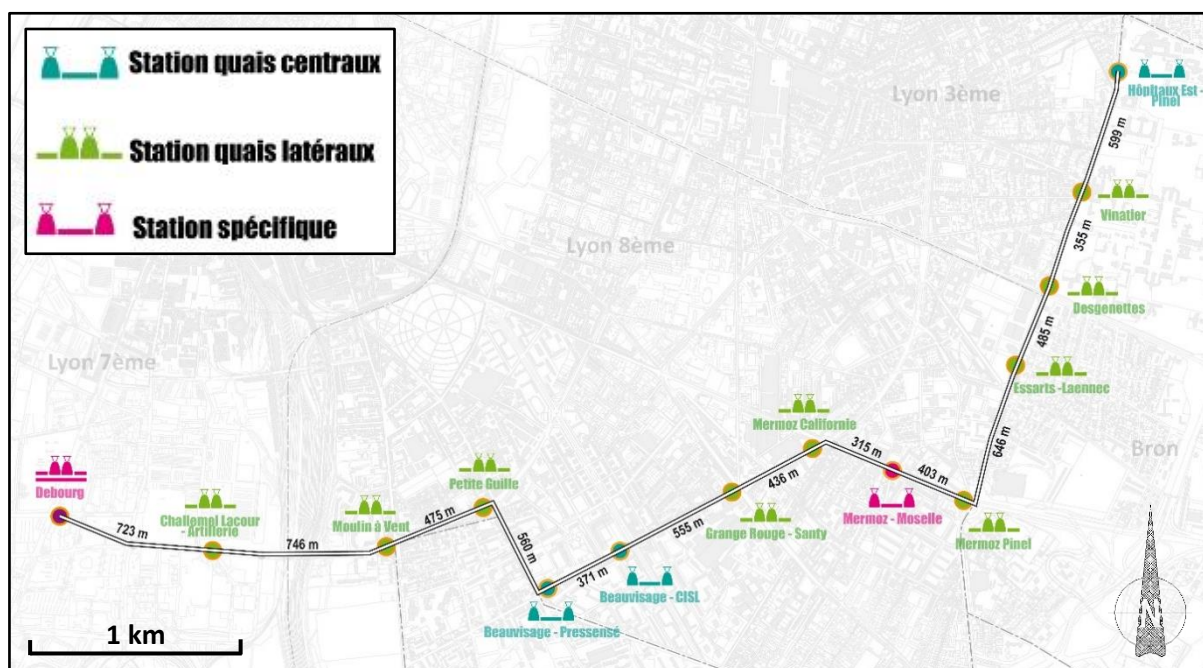 Station quais centraux
Station quais latéraux
Station spécifique
Lyon 3ème
Hôpitaux Est -
Pinel
599 m
Vinatier
355 m
Lyon 8ème
Desgenettes
485 m
Lyon 7ème
Essarts -Laennec
Mermoz Californie
646 m
Bron
315 m
403 m
436 m
Debourg
Petite Guille
Mermoz - Moselle
Challemel Lacour
- Artillerie
Moulin à Vent
475 m
555 m
Grange Rouge - Santy
Mermoz Pinel
723 m
746 m
560 m
371 m
Beauvisage - CISL
Beauvisage - Pressensé
1 km
N